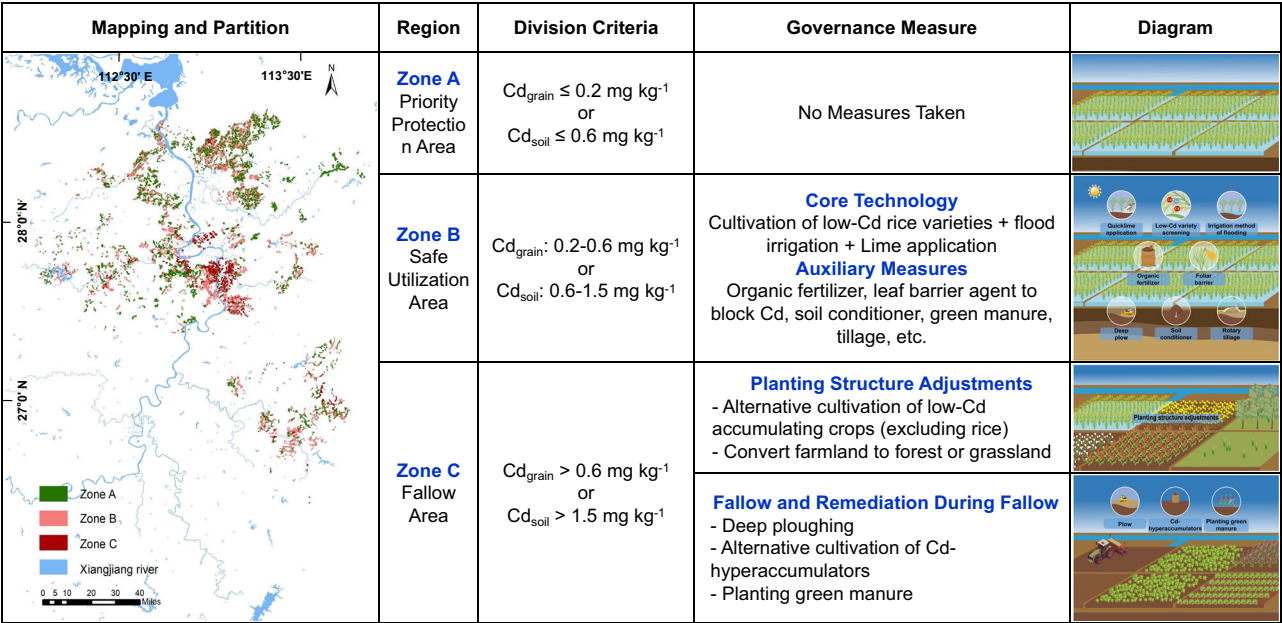 Mapping and Partition
Region
Division Criteria
Governance Measure
Diagram
112°30' E
113°30'E
N
28°0' N
27°0' N
Zone A
Zone B
Zone C
Xiangjiang river
0 5 10 20 30 40
Miles
Zone A
Priority
Protectio
n Area
Cdgrain ≤ 0.2 mg kg-1
or
Cdsoil ≤ 0.6 mg kg-1
No Measures Taken
Zone B
Safe
Utilization
Area
Cdgrain: 0.2-0.6 mg kg-1
or
Cdsoil: 0.6-1.5 mg kg-1
Core Technology
Cultivation of low-Cd rice varieties + flood
irrigation + Lime application
Auxiliary Measures
Organic fertilizer, leaf barrier agent to
block Cd, soil conditioner, green manure,
tillage, etc.
Quicklime
application
Low-Cd variety
screening
Irrigation method
of flooding
Organic
fertilizer
Foliar
barrier
Deep
plow
Soil
conditioner
Rotary
tillage
Zone C
Fallow
Area
Cdgrain > 0.6 mg kg-1
or
Cdsoil > 1.5 mg kg-1
Planting Structure Adjustments
- Alternative cultivation of low-Cd
accumulating crops (excluding rice)
- Convert farmland to forest or grassland
Planting structure adjustments
Fallow and Remediation During Fallow
- Deep ploughing
- Alternative cultivation of Cd-
hyperaccumulators
- Planting green manure
Plow
Cd-
hyperaccumulators
Planting green
manure